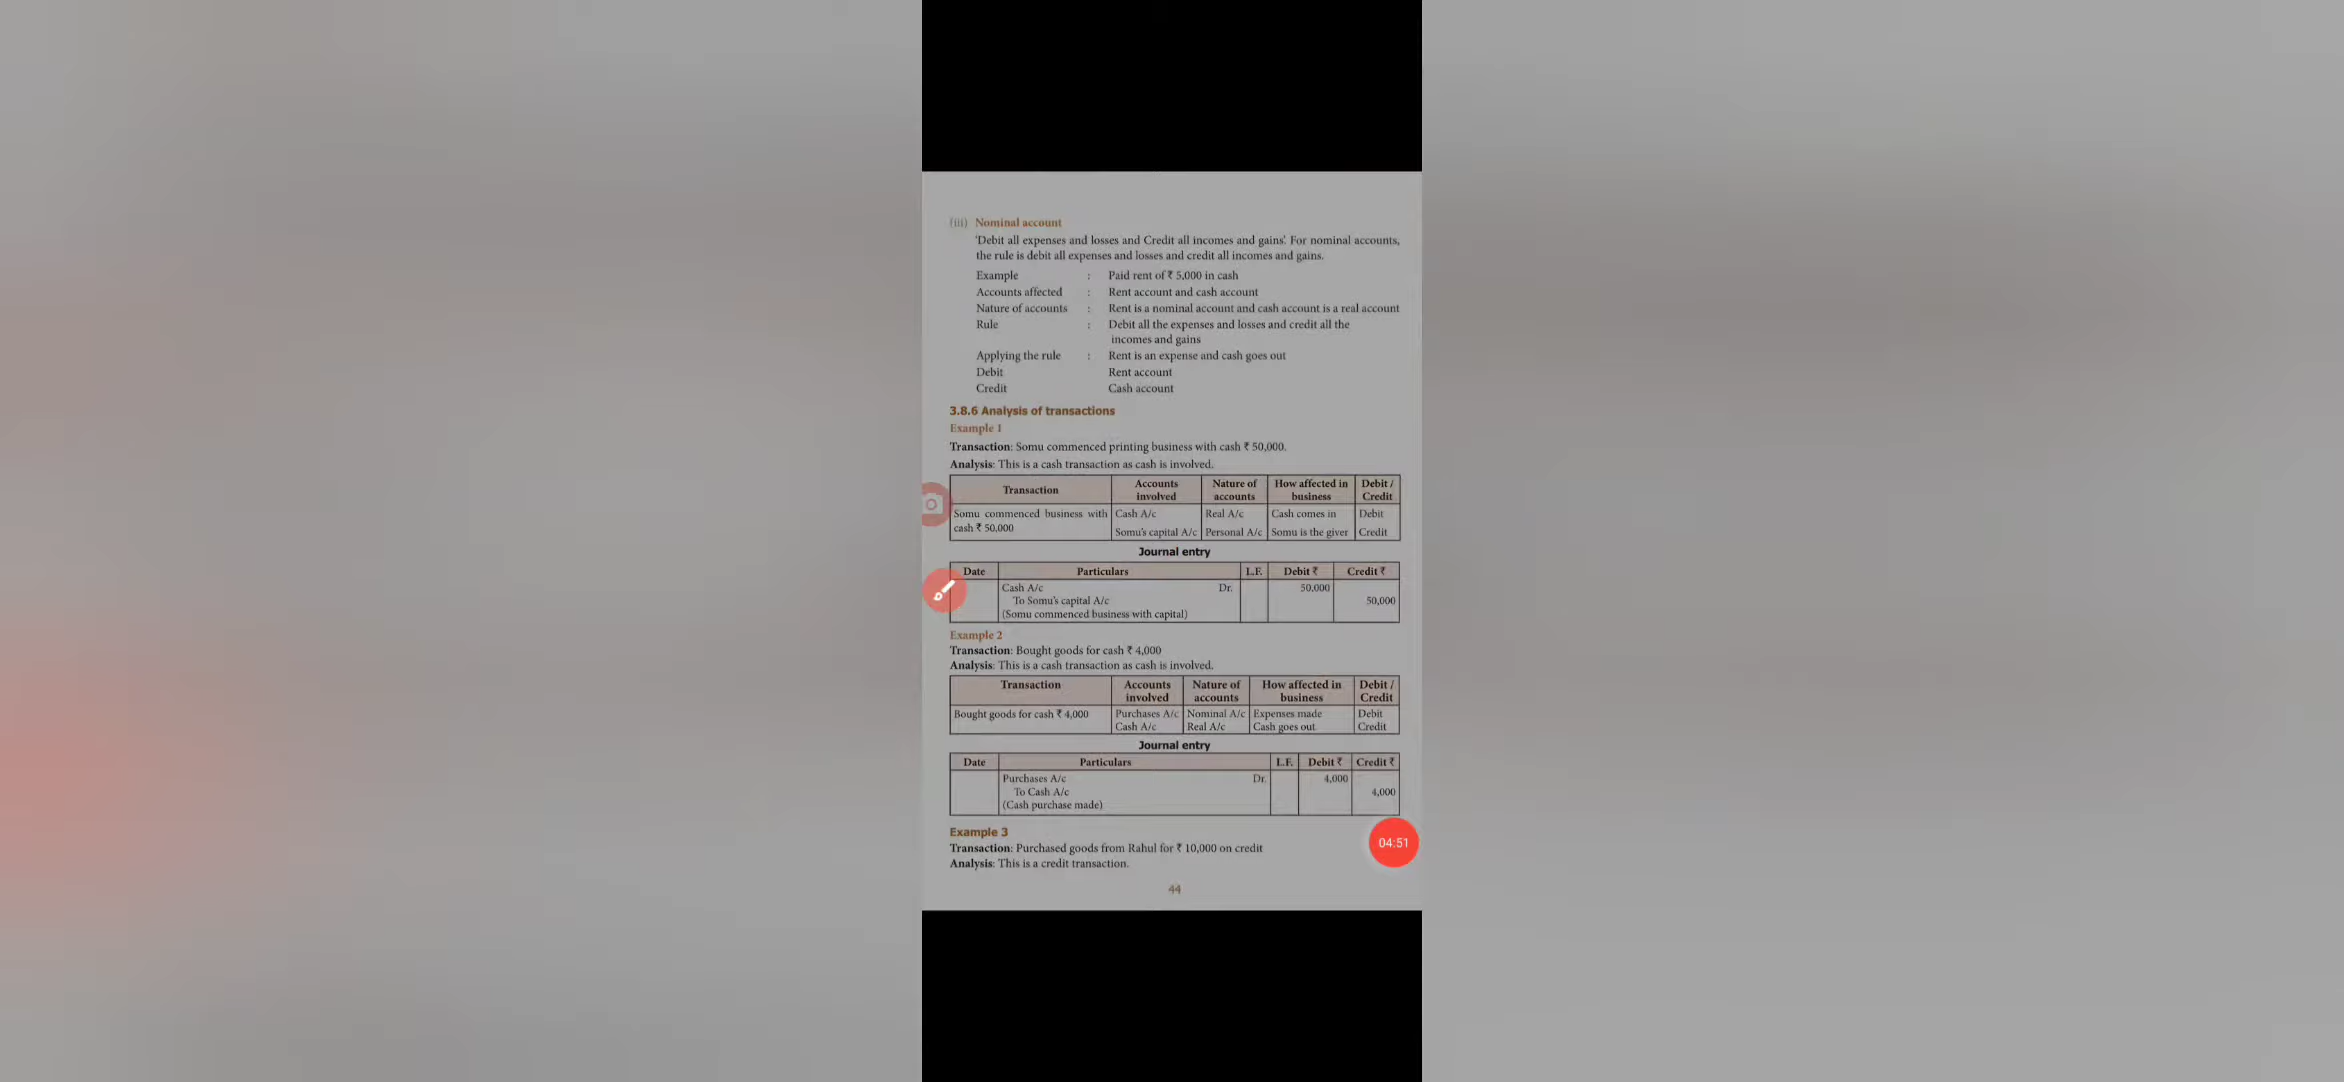 (iii) Nominal account
'Debit all expenses and losses and Credit all incomes and gains'. For nominal accounts,
the rule is debit all expenses and losses and credit all incomes and gains.
Example : Paid rent of ₹ 5,000 in cash
Accounts affected : Rent account and cash account
Nature of accounts : Rent is a nominal account and cash account is a real account
Rule : Debit all the expenses and losses and credit all the
incomes and gains
Applying the rule : Rent is an expense and cash goes out
Debit Rent account
Credit Cash account
3.8.6 Analysis of transactions
Example 1
Transaction: Somu commenced printing business with cash ₹ 50,000.
Analysis: This is a cash transaction as cash is involved.
Transaction Accounts involved Nature of accounts How affected in business Debit / Credit
Somu commenced business with Cash A/c Real A/c Cash comes in Debit
cash ₹ 50,000
Somu's capital A/c Personal A/c Somu is the giver Credit
Journal entry
Date Particulars L.F. Debit ₹ Credit ₹
Cash A/c Dr. 50,000
To Somu's capital A/c 50,000
(Somu commenced business with capital)
Example 2
Transaction: Bought goods for cash ₹ 4,000
Analysis: This is a cash transaction as cash is involved.
Transaction Accounts involved Nature of accounts How affected in business Debit / Credit
Bought goods for cash ₹ 4,000 Purchases A/c Nominal A/c Expenses made Debit
Cash A/c Real A/c Cash goes out Credit
Journal entry
Date Particulars L.F. Debit ₹ Credit ₹
Purchases A/c Dr. 4,000
To Cash A/c 4,000
(Cash purchase made)
Example 3
Transaction: Purchased goods from Rahul for ₹ 10,000 on credit
Analysis: This is a credit transaction.
04:51
44